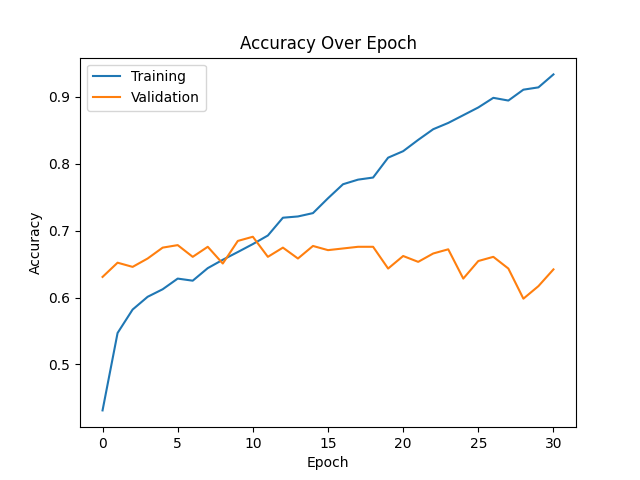 Accuracy Over Epoch
Training
Validation
Accuracy
0.9
0.8
0.7
0.6
0.5
0 5 10 15 20 25 30
Epoch